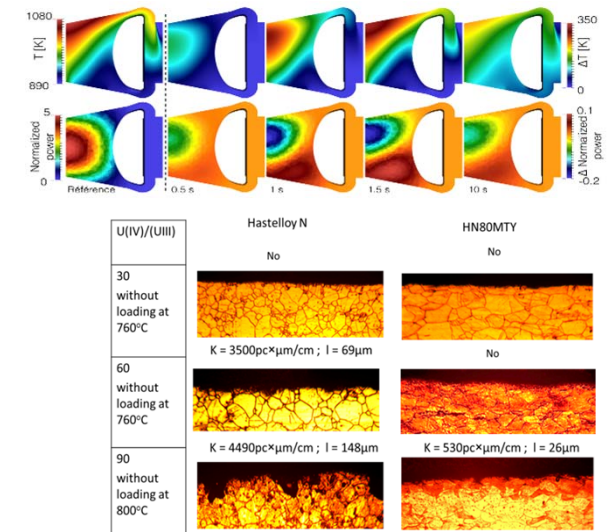 1080
T [K]
890
350
ΔT [K]
0
5
Normalized
power
0
0.1
Δ Normalized
power
-0.2
Référence
0.5 s
1 s
1.5 s
10 s
U(IV)/(UIII)
Hastelloy N
HN80MTY
No
No
30
without
loading at
760°C
K = 3500pc×µm/cm ; l = 69µm
No
60
without
loading at
760°C
K = 4490pc×µm/cm ; l = 148µm
K = 530pc×µm/cm ; l = 26µm
90
without
loading at
800°C